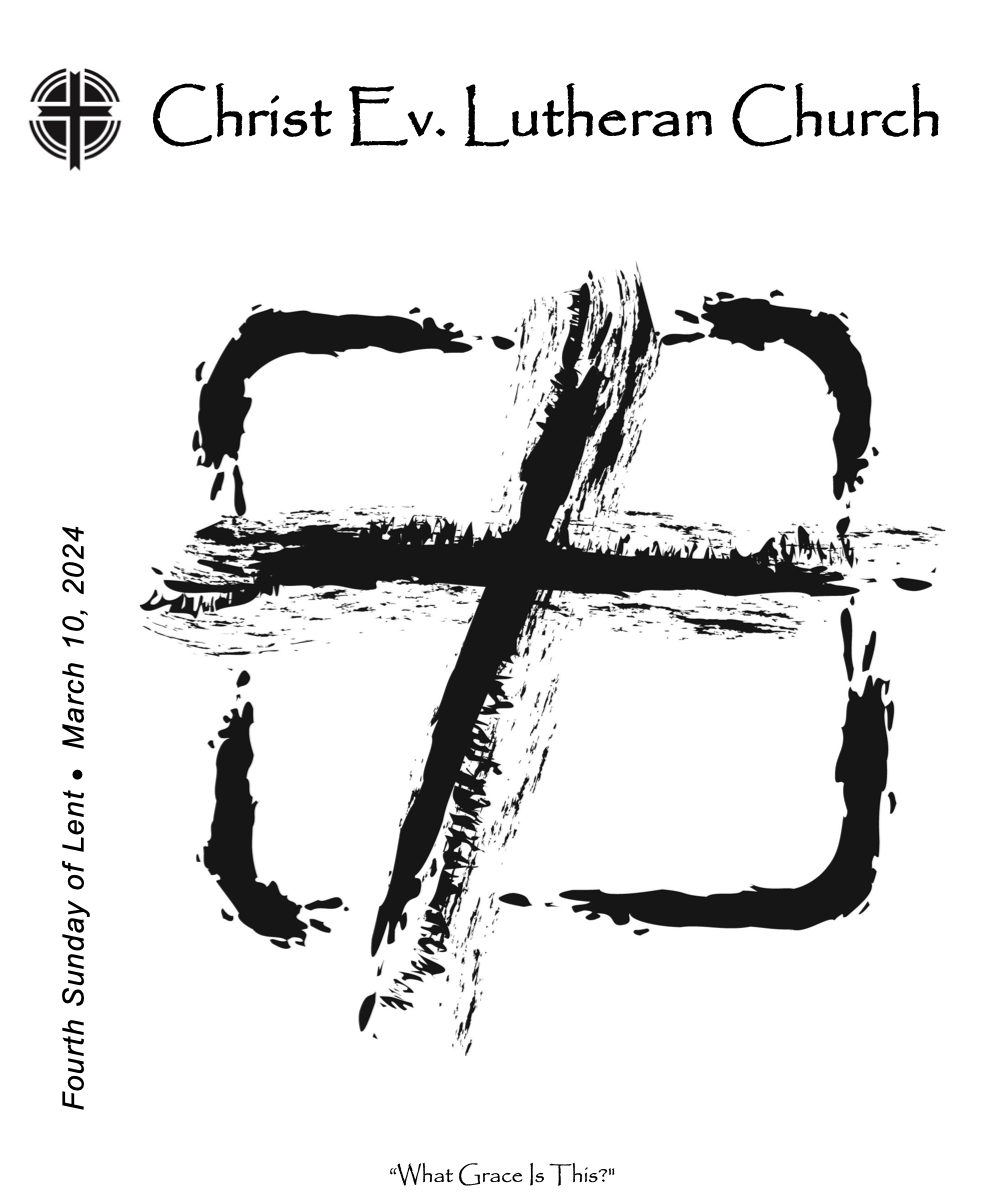 Christ Ev. Lutheran Church
Fourth Sunday of Lent • March 10, 2024
“What Grace Is This?"